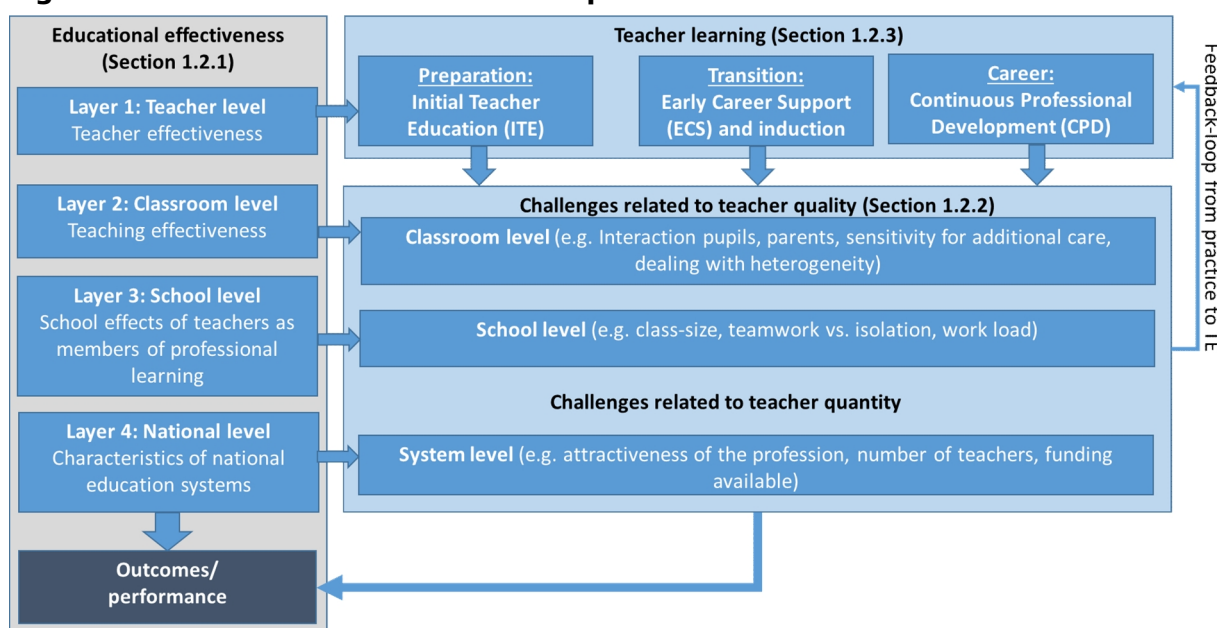 Educational effectiveness
(Section 1.2.1)
Layer 1: Teacher level
Teacher effectiveness
Layer 2: Classroom level
Teaching effectiveness
Layer 3: School level
School effects of teachers as
members of professional
learning
Layer 4: National level
Characteristics of national
education systems
Outcomes/
performance
Teacher learning (Section 1.2.3)
Preparation:
Initial Teacher
Education (ITE)
Transition:
Early Career Support
(ECS) and induction
Career:
Continuous Professional
Development (CPD)
Challenges related to teacher quality (Section 1.2.2)
Classroom level (e.g. Interaction pupils, parents, sensitivity for additional care,
dealing with heterogeneity)
School level (e.g. class-size, teamwork vs. isolation, work load)
Challenges related to teacher quantity
System level (e.g. attractiveness of the profession, number of teachers, funding
available)
Feedback-loop from practice to TE